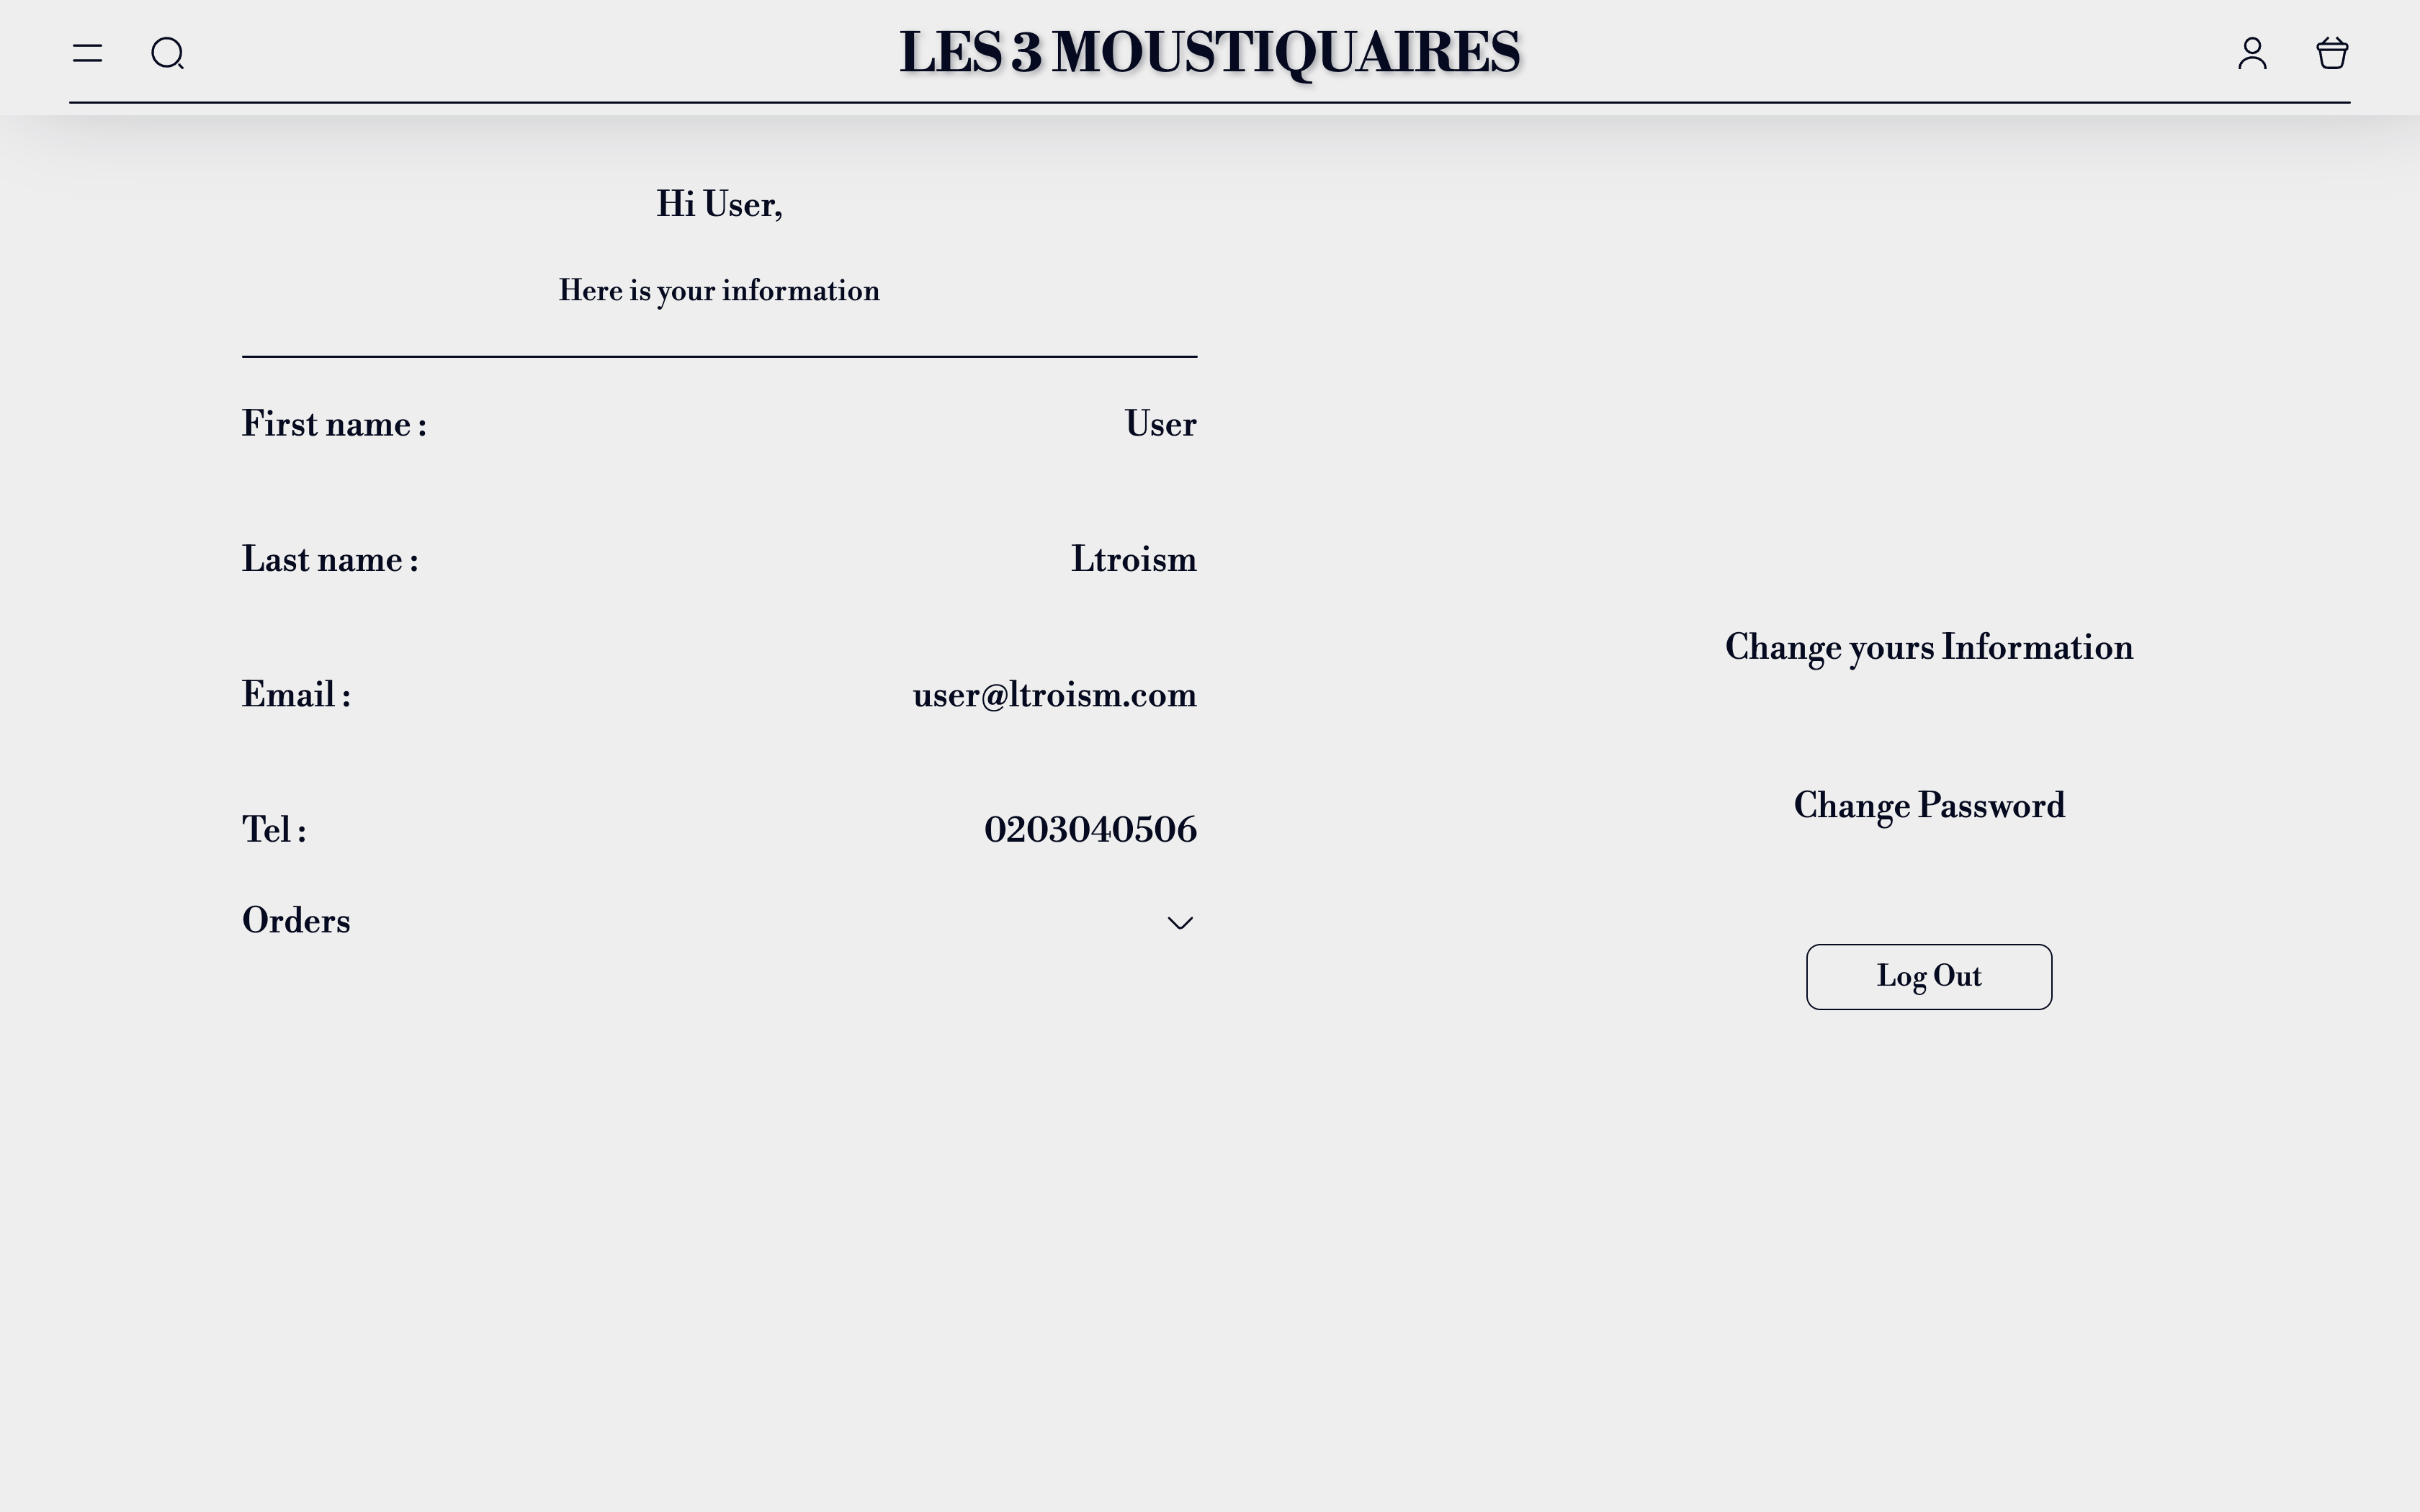 LES 3 MOUSTIQUAIRES
Hi User,
Here is your information
First name : User
Last name : Ltroism
Email : user@ltroism.com
Tel : 0203040506
Orders
Change yours Information
Change Password
Log Out